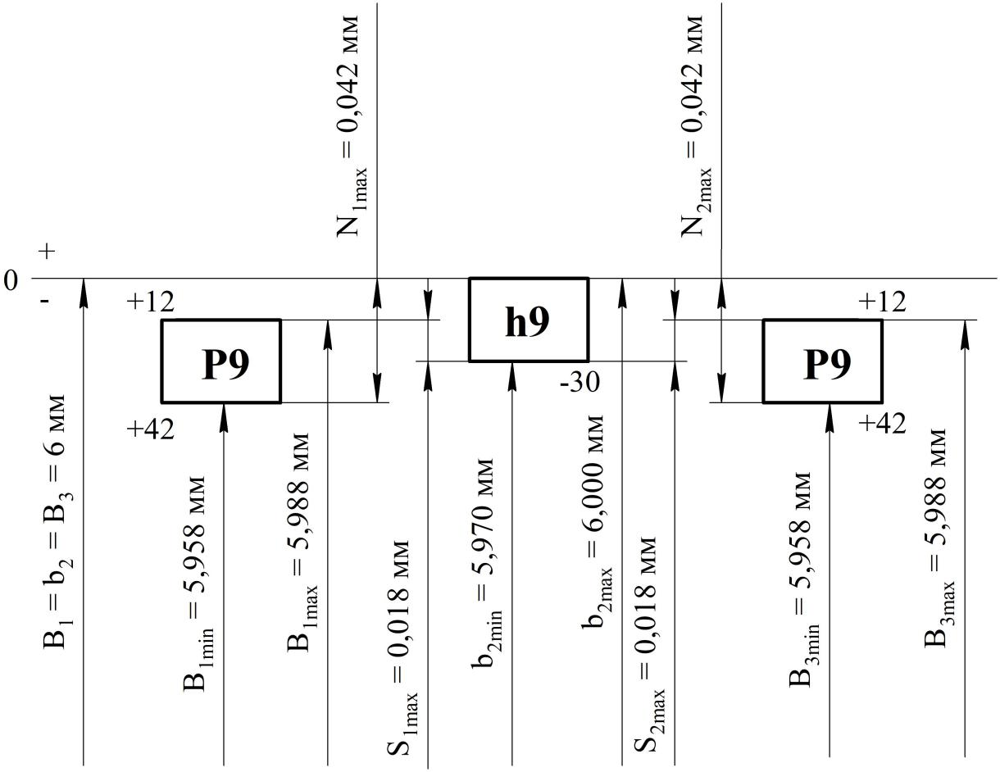 N1max = 0,042 мм
N2max = 0,042 мм
+
0
-
+12
P9
+42
h9
-30
+12
P9
+42
B1 = b2 = B3 = 6 мм
B1min = 5,958 мм
B1max = 5,988 мм
S1max = 0,018 мм
b2min = 5,970 мм
b2max = 6,000 мм
S2max = 0,018 мм
B3min = 5,958 мм
B3max = 5,988 мм